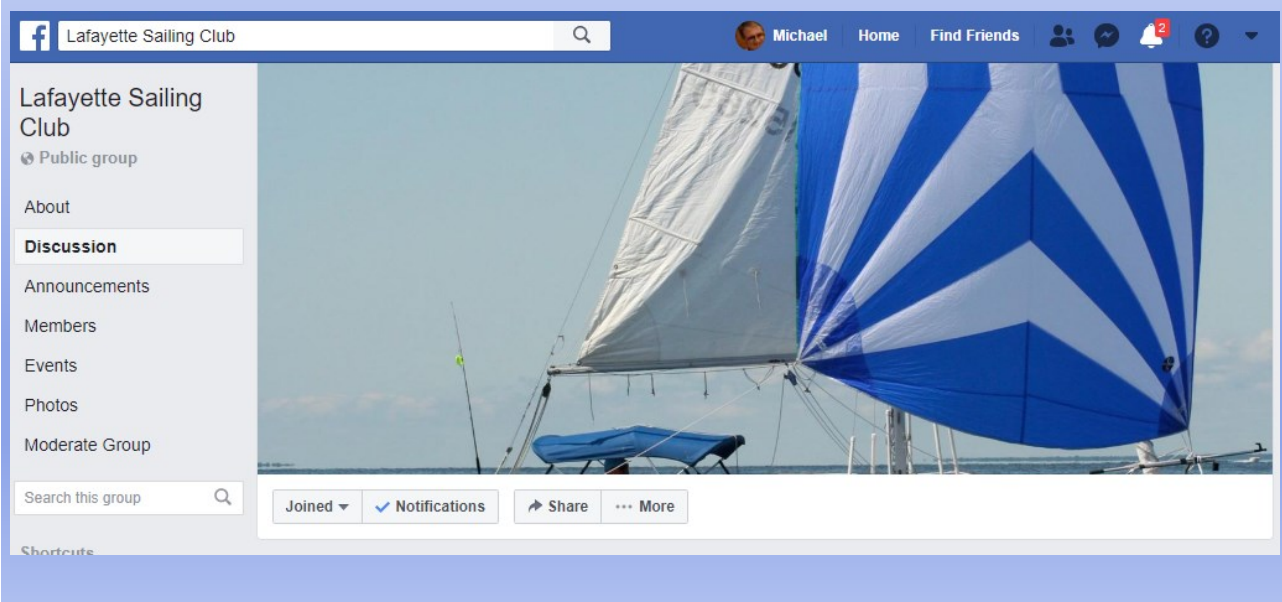 f
Lafayette Sailing Club
Michael
Home
Find Friends
2
?
Lafayette Sailing
Club
Public group
About
Discussion
Announcements
Members
Events
Photos
Moderate Group
Search this group
Shortcuts
Joined
Notifications
Share
More